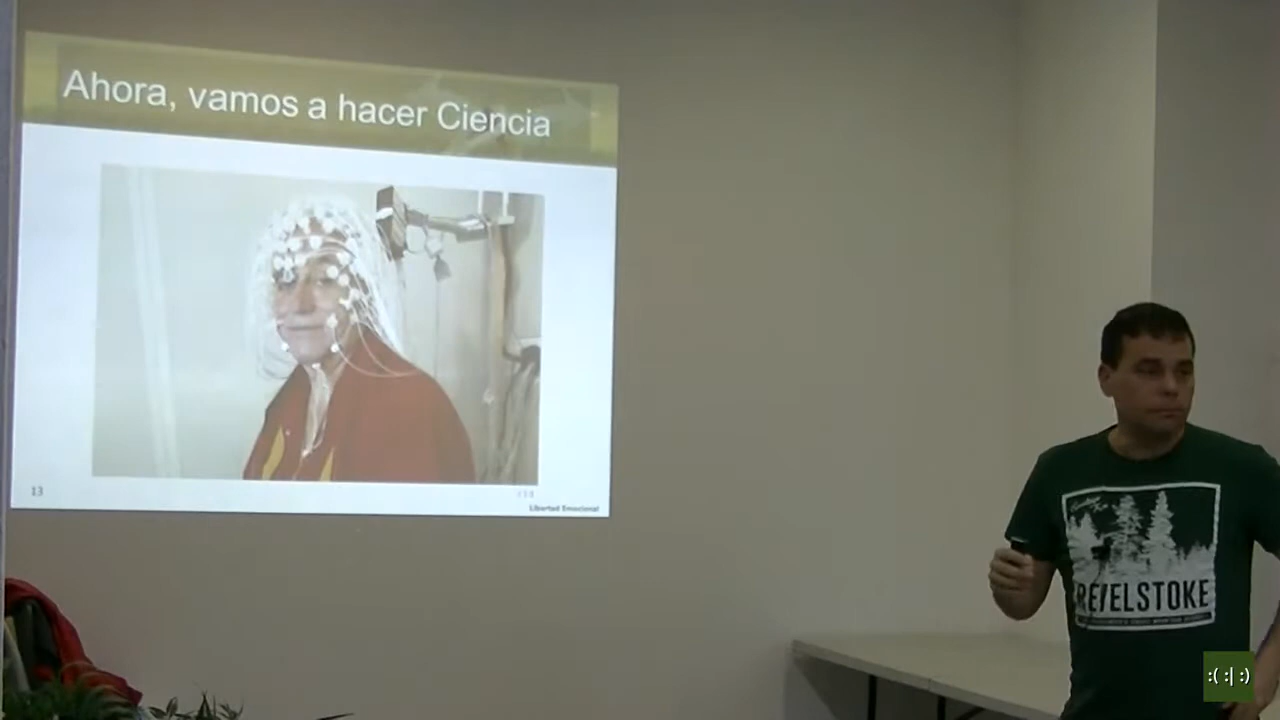 Ahora, vamos a hacer Ciencia
13
Libertad Emocional
REVELSTOKE
:( :| :)